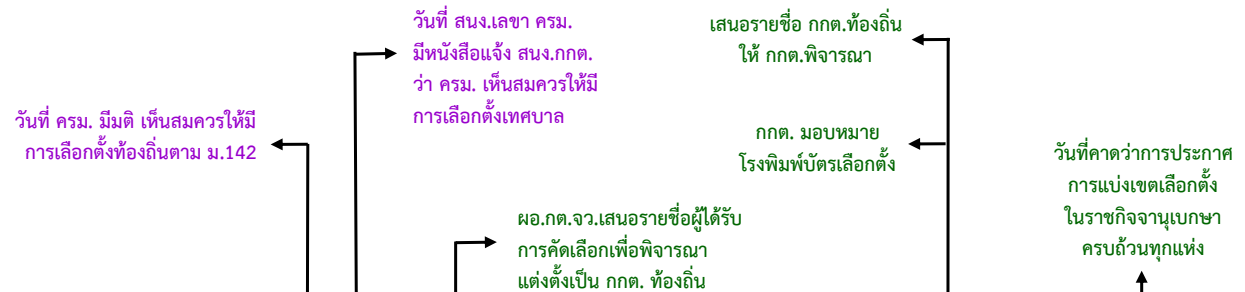 วันที่ ครม. มีมติ เห็นสมควรให้มี
การเลือกตั้งท้องถิ่นตาม ม.142
วันที่ สนง.เลขา ครม.
มีหนังสือแจ้ง สนง.กกต.
ว่า ครม. เห็นสมควรให้มี
การเลือกตั้งเทศบาล
ผอ.กต.จว.เสนอรายชื่อผู้ได้รับ
การคัดเลือกเพื่อพิจารณา
แต่งตั้งเป็น กกต. ท้องถิ่น
เสนอรายชื่อ กกต.ท้องถิ่น
ให้ กกต.พิจารณา
กกต. มอบหมาย
โรงพิมพ์บัตรเลือกตั้ง
วันที่คาดว่าการประกาศ
การแบ่งเขตเลือกตั้ง
ในราชกิจจานุเบกษา
ครบถ้วนทุกแห่ง